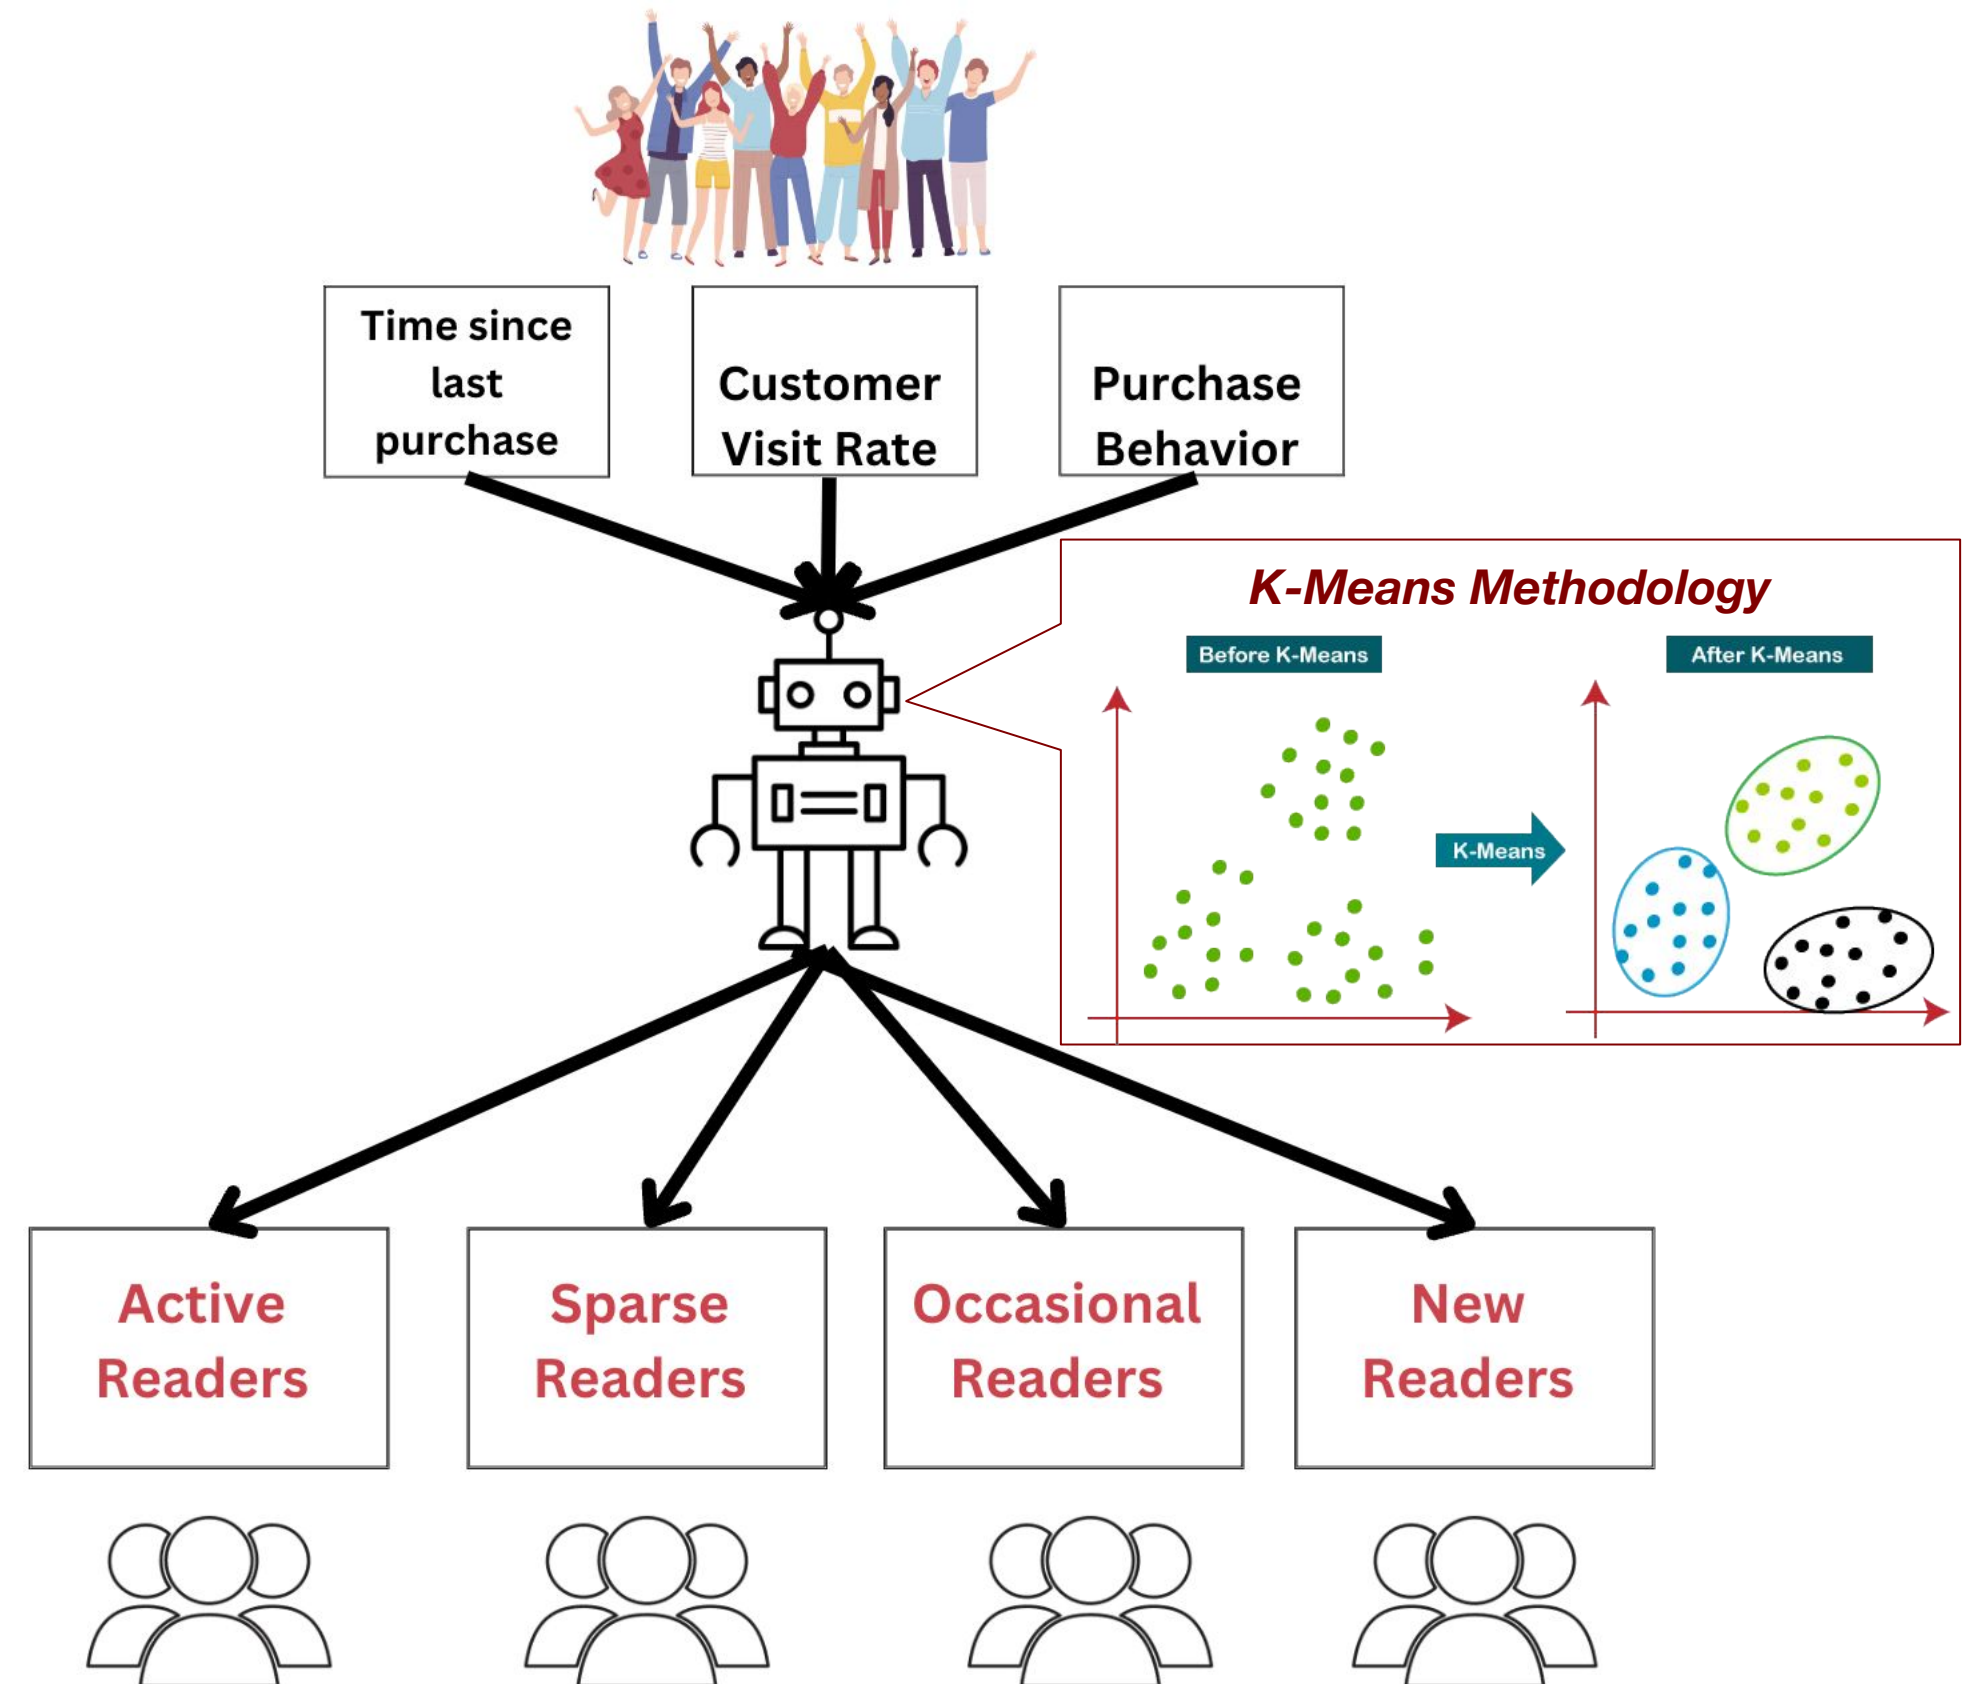 Time since
last
purchase
Customer
Visit Rate
Purchase
Behavior
K-Means Methodology
Before K-Means
After K-Means
K-Means
Active
Readers
Sparse
Readers
Occasional
Readers
New
Readers